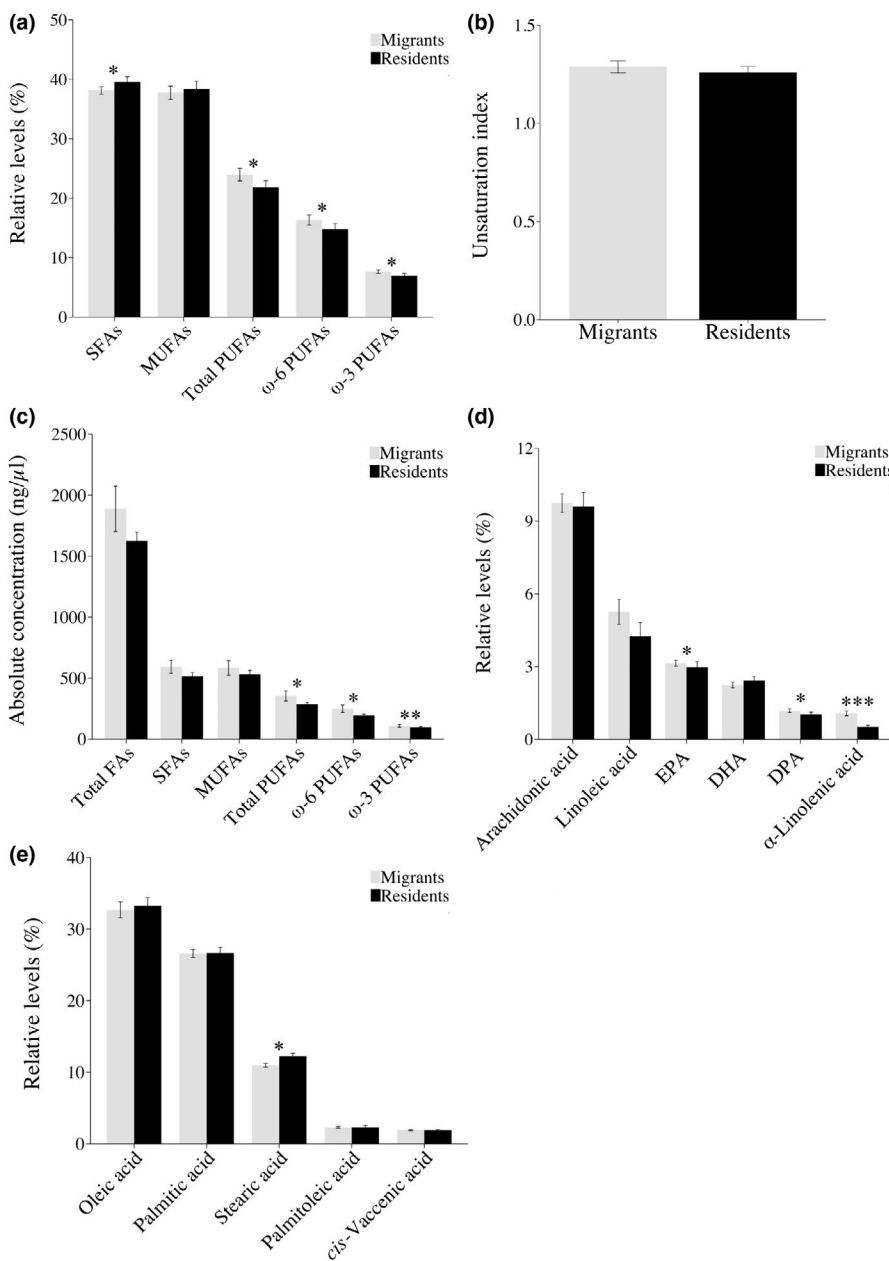 (a)
50
40
30
20
10
0
Relative levels (%)
Migrants
Residents
*
*
*
*
SFAs
MUFAs
Total PUFAs
ω-6 PUFAs
ω-3 PUFAs
(b)
1.5
1.0
0.5
0.0
Unsaturation index
Migrants
Residents
(c)
2500
2000
1500
1000
500
0
Absolute concentration (ng/µl)
Migrants
Residents
*
*
**
Total FAs
SFAs
MUFAs
Total PUFAs
ω-6 PUFAs
ω-3 PUFAs
(d)
12
9
6
3
0
Relative levels (%)
Migrants
Residents
*
*
***
Arachidonic acid
Linoleic acid
EPA
DHA
DPA
α-Linolenic acid
(e)
40
30
20
10
0
Relative levels (%)
Migrants
Residents
*
Oleic acid
Palmitic acid
Stearic acid
Palmitoleic acid
cis-Vaccenic acid